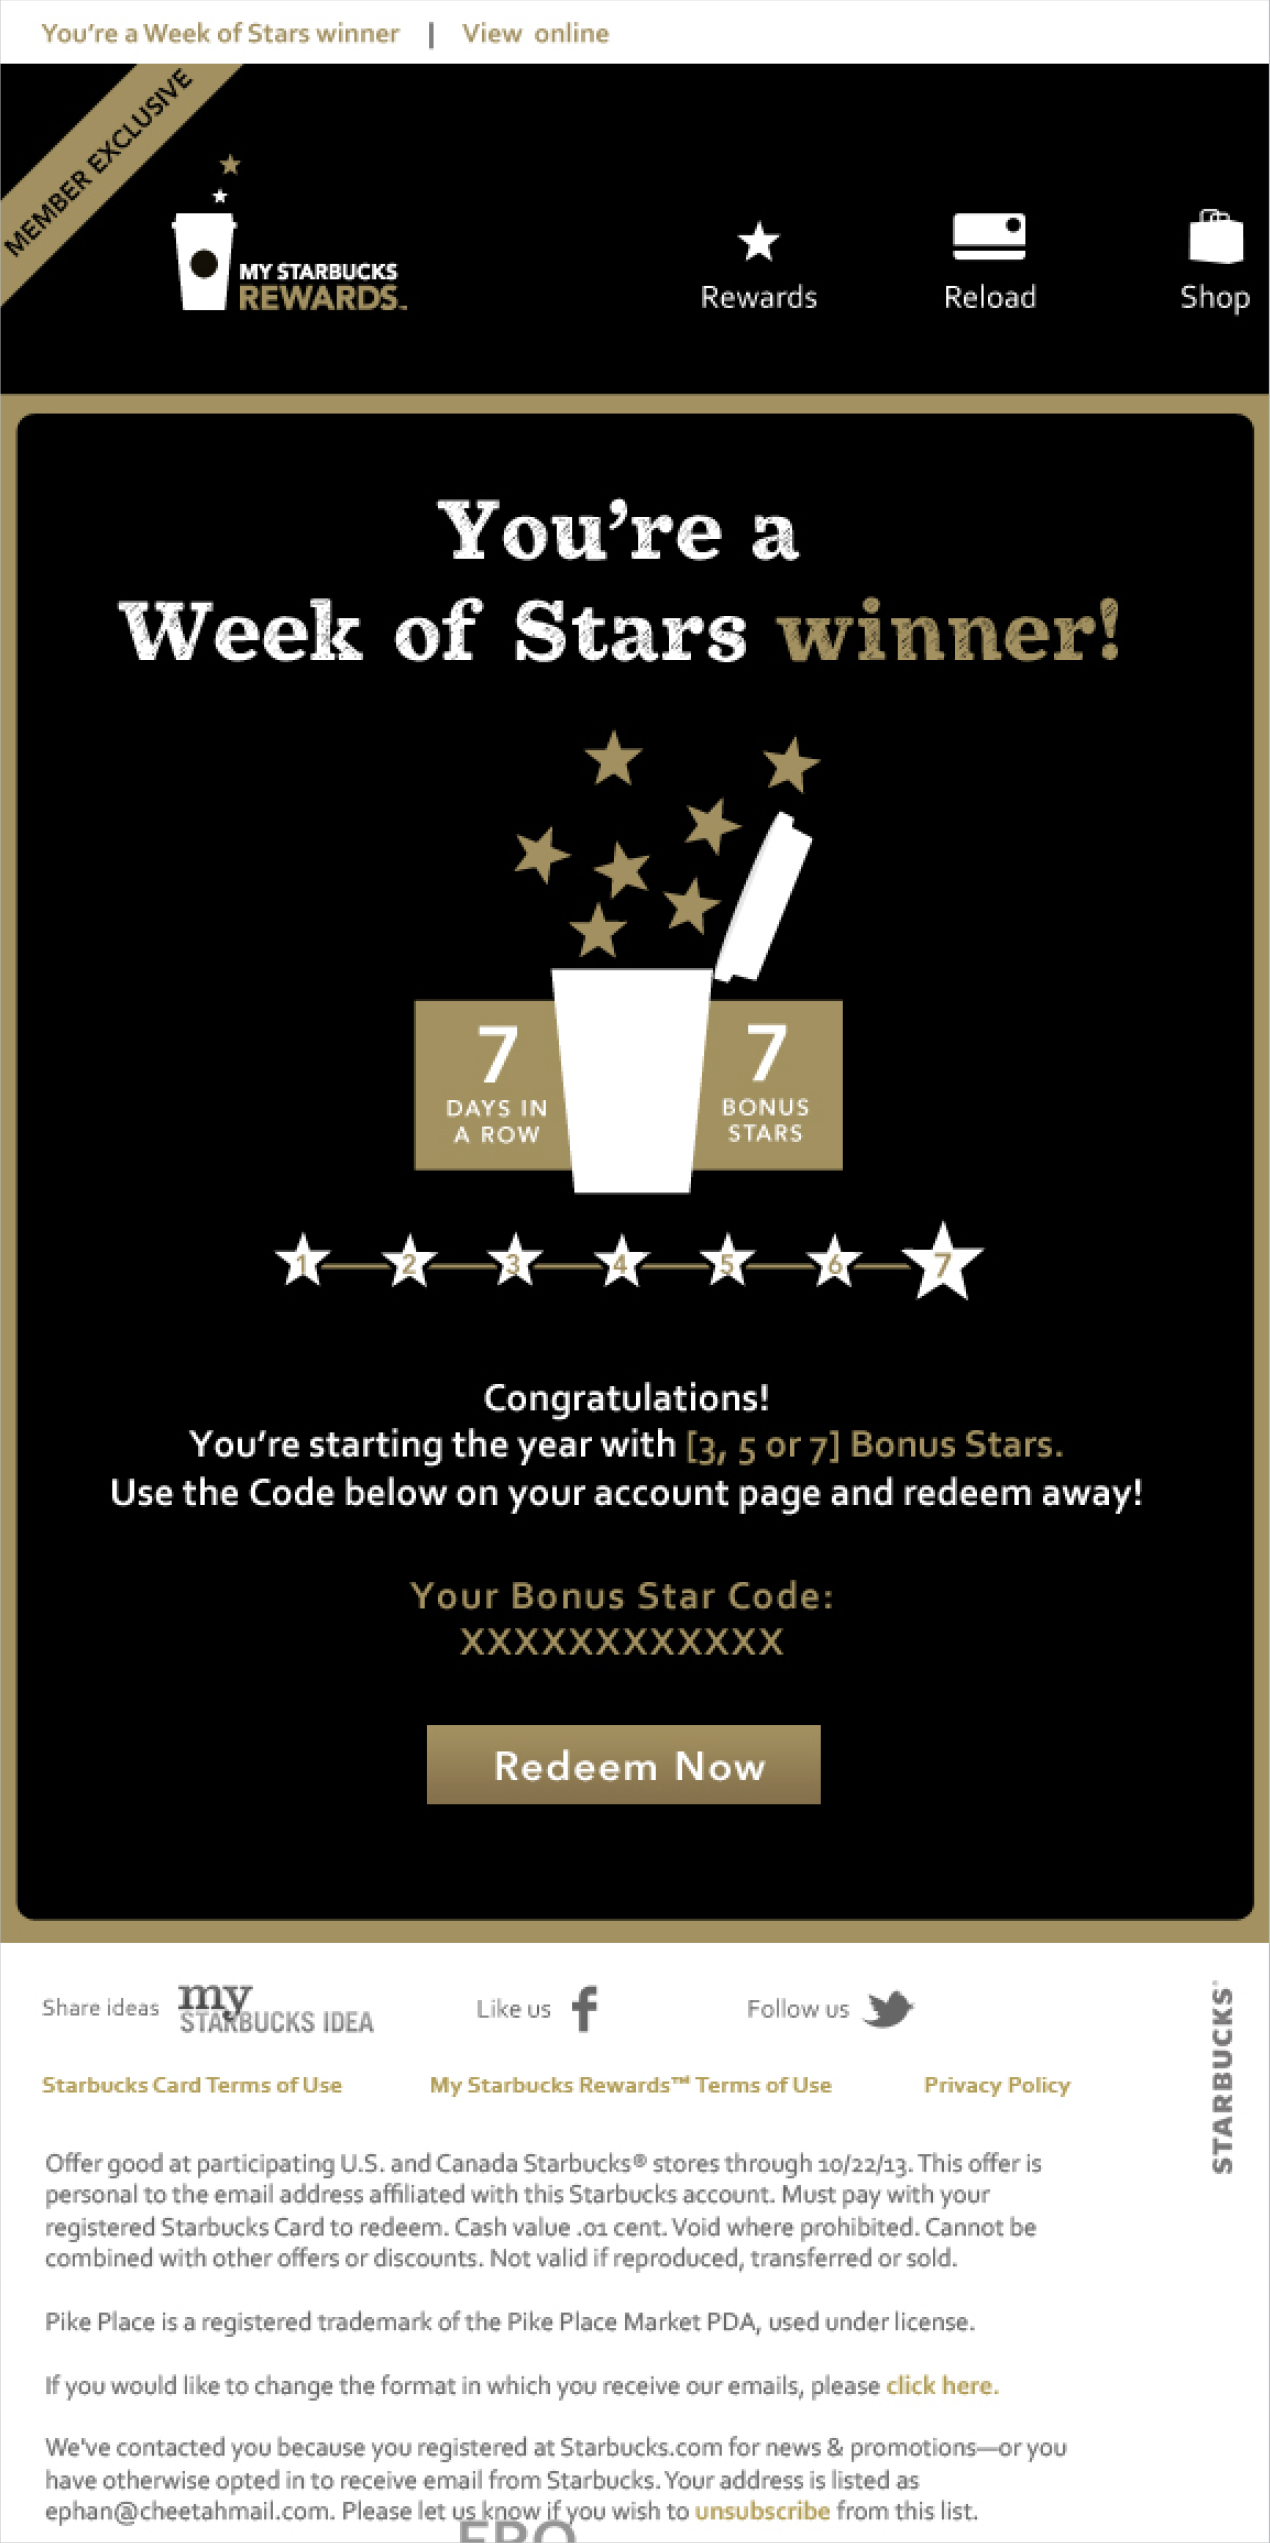 You're a Week of Stars winner | View online
MEMBER EXCLUSIVE
MY STARBUCKS
REWARDS™
Rewards
Reload
Shop
You're a
Week of Stars winner!
7
DAYS IN
A ROW
7
BONUS
STARS
1 2 3 4 5 6 7
Congratulations!
You're starting the year with [3, 5 or 7] Bonus Stars.
Use the Code below on your account page and redeem away!
Your Bonus Star Code:
XXXXXXXXXXXX
Redeem Now
Share ideas
my
STARBUCKS IDEA
Like us
Follow us
STARBUCKS®
Starbucks Card Terms of Use
My Starbucks Rewards™ Terms of Use
Privacy Policy
Offer good at participating U.S. and Canada Starbucks® stores through 10/22/13. This offer is
personal to the email address affiliated with this Starbucks account. Must pay with your
registered Starbucks Card to redeem. Cash value .01 cent. Void where prohibited. Cannot be
combined with other offers or discounts. Not valid if reproduced, transferred or sold.
Pike Place is a registered trademark of the Pike Place Market PDA, used under license.
If you would like to change the format in which you receive our emails, please click here.
We've contacted you because you registered at Starbucks.com for news & promotions—or you
have otherwise opted in to receive email from Starbucks. Your address is listed as
ephan@cheetahmail.com. Please let us know if you wish to unsubscribe from this list.